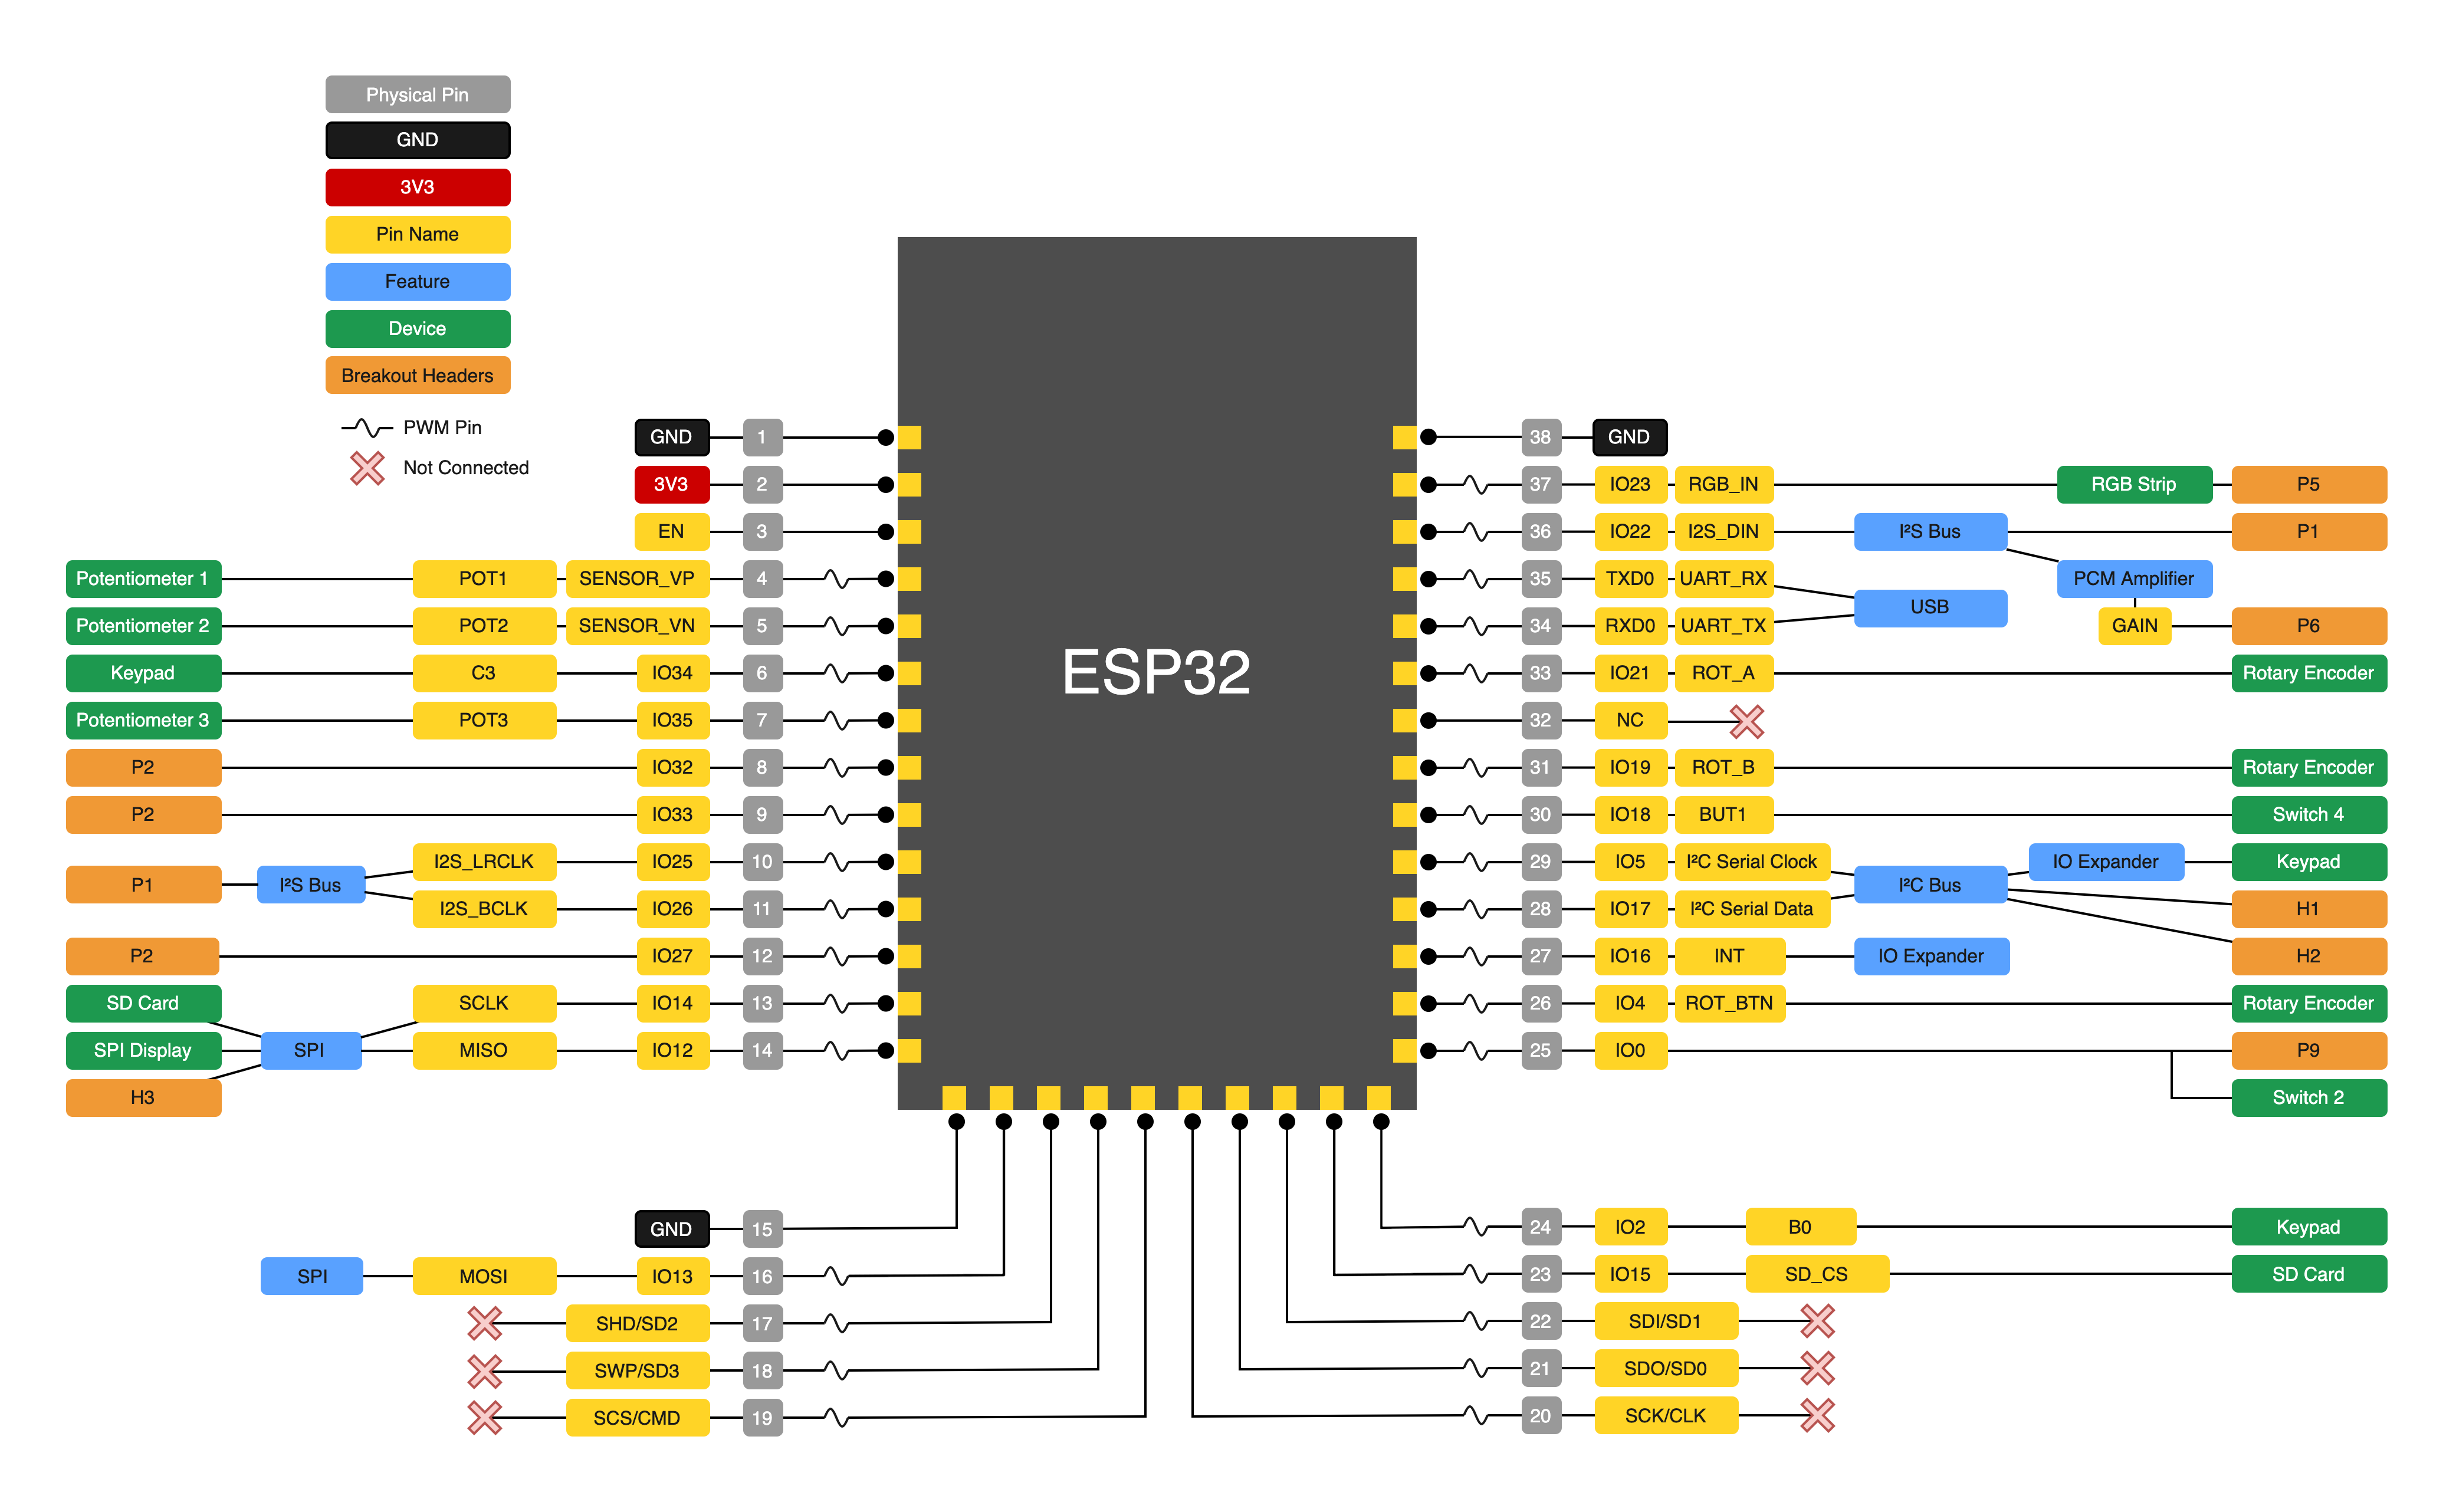 Physical Pin
GND
3V3
Pin Name
Feature
Device
Breakout Headers
PWM Pin
Not Connected
ESP32
GND 1
3V3 2
EN 3
Potentiometer 1 POT1 SENSOR_VP 4
Potentiometer 2 POT2 SENSOR_VN 5
Keypad C3 IO34 6
Potentiometer 3 POT3 IO35 7
P2 IO32 8
P2 IO33 9
I2S_LRCLK IO25 10
P1 I²S Bus
I2S_BCLK IO26 11
P2 IO27 12
SD Card SCLK IO14 13
SPI Display SPI MISO IO12 14
H3
GND 15
SPI MOSI IO13 16
SHD/SD2 17
SWP/SD3 18
SCS/CMD 19
38 GND
37 IO23 RGB_IN RGB Strip P5
36 IO22 I2S_DIN I²S Bus P1
35 TXD0 UART_RX PCM Amplifier
USB
34 RXD0 UART_TX GAIN P6
33 IO21 ROT_A Rotary Encoder
32 NC
31 IO19 ROT_B Rotary Encoder
30 IO18 BUT1 Switch 4
29 IO5 I²C Serial Clock IO Expander Keypad
I²C Bus
28 IO17 I²C Serial Data H1
27 IO16 INT IO Expander H2
26 IO4 ROT_BTN Rotary Encoder
25 IO0 P9
Switch 2
24 IO2 B0 Keypad
23 IO15 SD_CS SD Card
22 SDI/SD1
21 SDO/SD0
20 SCK/CLK